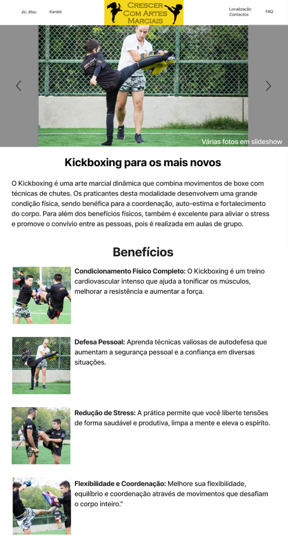 Jiu Jitsu
Karaté
Crescer
Com Artes
Marciais
Localização
Contactos
FAQ
Várias fotos em slideshow
Kickboxing para os mais novos
O Kickboxing é uma arte marcial dinâmica que combina movimentos de boxe com
técnicas de chutes. Os praticantes desta modalidade desenvolvem uma grande
condição física, sendo benéfica para a coordenação, auto-estima e fortalecimento
do corpo. Para além dos benefícios físicos, também é excelente para aliviar o stress
e promove o convívio entre as pessoas, pois é realizada em aulas de grupo.
Benefícios
Condicionamento Físico Completo: O Kickboxing é um treino
cardiovascular intenso que ajuda a tonificar os músculos,
melhorar a resistência e aumentar a força.
Defesa Pessoal: Aprenda técnicas valiosas de autodefesa que
aumentam a segurança pessoal e a confiança em diversas
situações.
Redução de Stress: A prática permite que você liberte tensões
de forma saudável e produtiva, limpa a mente e eleva o espírito.
Flexibilidade e Coordenação: Melhore sua flexibilidade,
equilíbrio e coordenação através de movimentos que desafiam
o corpo inteiro."